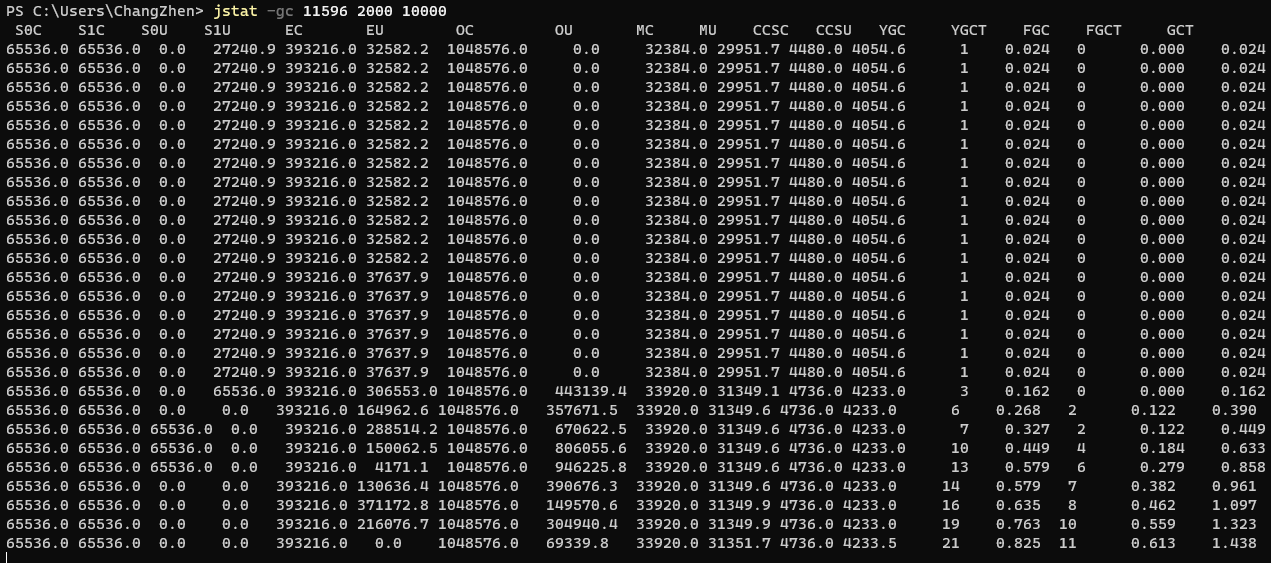 PS C:\Users\ChangZhen> jstat -gc 11596 2000 10000
S0C S1C S0U S1U EC EU OC OU MC MU CCSC CCSU YGC YGCT FGC FGCT GCT
65536.0 65536.0 0.0 27240.9 393216.0 32582.2 1048576.0 0.0 32384.0 29951.7 4480.0 4054.6 1 0.024 0 0.000 0.024
65536.0 65536.0 0.0 27240.9 393216.0 32582.2 1048576.0 0.0 32384.0 29951.7 4480.0 4054.6 1 0.024 0 0.000 0.024
65536.0 65536.0 0.0 27240.9 393216.0 32582.2 1048576.0 0.0 32384.0 29951.7 4480.0 4054.6 1 0.024 0 0.000 0.024
65536.0 65536.0 0.0 27240.9 393216.0 32582.2 1048576.0 0.0 32384.0 29951.7 4480.0 4054.6 1 0.024 0 0.000 0.024
65536.0 65536.0 0.0 27240.9 393216.0 32582.2 1048576.0 0.0 32384.0 29951.7 4480.0 4054.6 1 0.024 0 0.000 0.024
65536.0 65536.0 0.0 27240.9 393216.0 32582.2 1048576.0 0.0 32384.0 29951.7 4480.0 4054.6 1 0.024 0 0.000 0.024
65536.0 65536.0 0.0 27240.9 393216.0 32582.2 1048576.0 0.0 32384.0 29951.7 4480.0 4054.6 1 0.024 0 0.000 0.024
65536.0 65536.0 0.0 27240.9 393216.0 32582.2 1048576.0 0.0 32384.0 29951.7 4480.0 4054.6 1 0.024 0 0.000 0.024
65536.0 65536.0 0.0 27240.9 393216.0 32582.2 1048576.0 0.0 32384.0 29951.7 4480.0 4054.6 1 0.024 0 0.000 0.024
65536.0 65536.0 0.0 27240.9 393216.0 32582.2 1048576.0 0.0 32384.0 29951.7 4480.0 4054.6 1 0.024 0 0.000 0.024
65536.0 65536.0 0.0 27240.9 393216.0 32582.2 1048576.0 0.0 32384.0 29951.7 4480.0 4054.6 1 0.024 0 0.000 0.024
65536.0 65536.0 0.0 27240.9 393216.0 32582.2 1048576.0 0.0 32384.0 29951.7 4480.0 4054.6 1 0.024 0 0.000 0.024
65536.0 65536.0 0.0 27240.9 393216.0 37637.9 1048576.0 0.0 32384.0 29951.7 4480.0 4054.6 1 0.024 0 0.000 0.024
65536.0 65536.0 0.0 27240.9 393216.0 37637.9 1048576.0 0.0 32384.0 29951.7 4480.0 4054.6 1 0.024 0 0.000 0.024
65536.0 65536.0 0.0 27240.9 393216.0 37637.9 1048576.0 0.0 32384.0 29951.7 4480.0 4054.6 1 0.024 0 0.000 0.024
65536.0 65536.0 0.0 27240.9 393216.0 37637.9 1048576.0 0.0 32384.0 29951.7 4480.0 4054.6 1 0.024 0 0.000 0.024
65536.0 65536.0 0.0 27240.9 393216.0 37637.9 1048576.0 0.0 32384.0 29951.7 4480.0 4054.6 1 0.024 0 0.000 0.024
65536.0 65536.0 0.0 27240.9 393216.0 37637.9 1048576.0 0.0 32384.0 29951.7 4480.0 4054.6 1 0.024 0 0.000 0.024
65536.0 65536.0 0.0 65536.0 393216.0 306553.0 1048576.0 443139.4 33920.0 31349.1 4736.0 4233.0 3 0.162 0 0.000 0.162
65536.0 65536.0 0.0 0.0 393216.0 164962.6 1048576.0 357671.5 33920.0 31349.6 4736.0 4233.0 6 0.268 2 0.122 0.390
65536.0 65536.0 65536.0 0.0 393216.0 288514.2 1048576.0 670622.5 33920.0 31349.6 4736.0 4233.0 7 0.327 2 0.122 0.449
65536.0 65536.0 65536.0 0.0 393216.0 150062.5 1048576.0 806055.6 33920.0 31349.6 4736.0 4233.0 10 0.449 4 0.184 0.633
65536.0 65536.0 65536.0 0.0 393216.0 4171.1 1048576.0 946225.8 33920.0 31349.6 4736.0 4233.0 13 0.579 6 0.279 0.858
65536.0 65536.0 0.0 0.0 393216.0 130636.4 1048576.0 390676.3 33920.0 31349.6 4736.0 4233.0 14 0.579 7 0.382 0.961
65536.0 65536.0 0.0 0.0 393216.0 371172.8 1048576.0 149570.6 33920.0 31349.9 4736.0 4233.0 16 0.635 8 0.462 1.097
65536.0 65536.0 0.0 0.0 393216.0 216076.7 1048576.0 304940.4 33920.0 31349.9 4736.0 4233.0 19 0.763 10 0.559 1.323
65536.0 65536.0 0.0 0.0 393216.0 0.0 1048576.0 69339.8 33920.0 31351.7 4736.0 4233.5 21 0.825 11 0.613 1.438